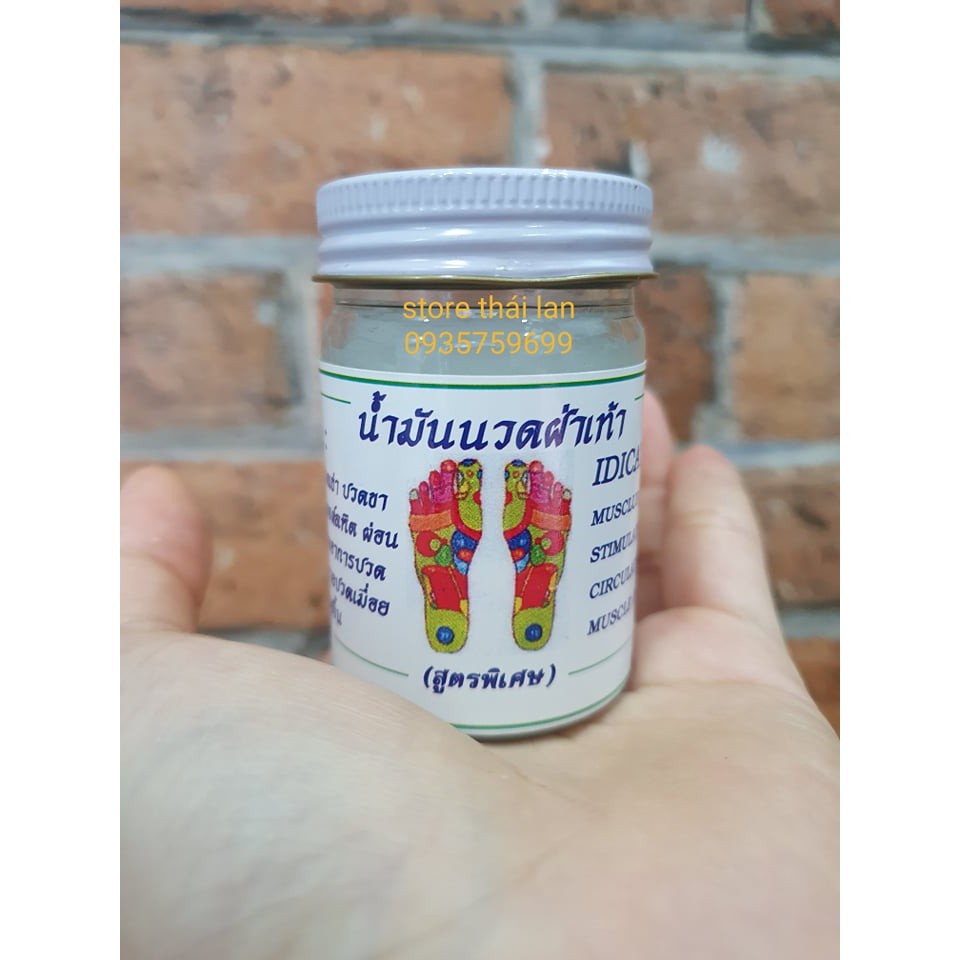 store thái lan
0935759699
น้ำมันนวดฝ่าเท้า
ปวดขา
ผ่อน
อาการปวด
ปวดเมื่อย
IDICA
MUSCLE
STIMULA
CIRCULA
MUSCLE
(สูตรพิเศษ)